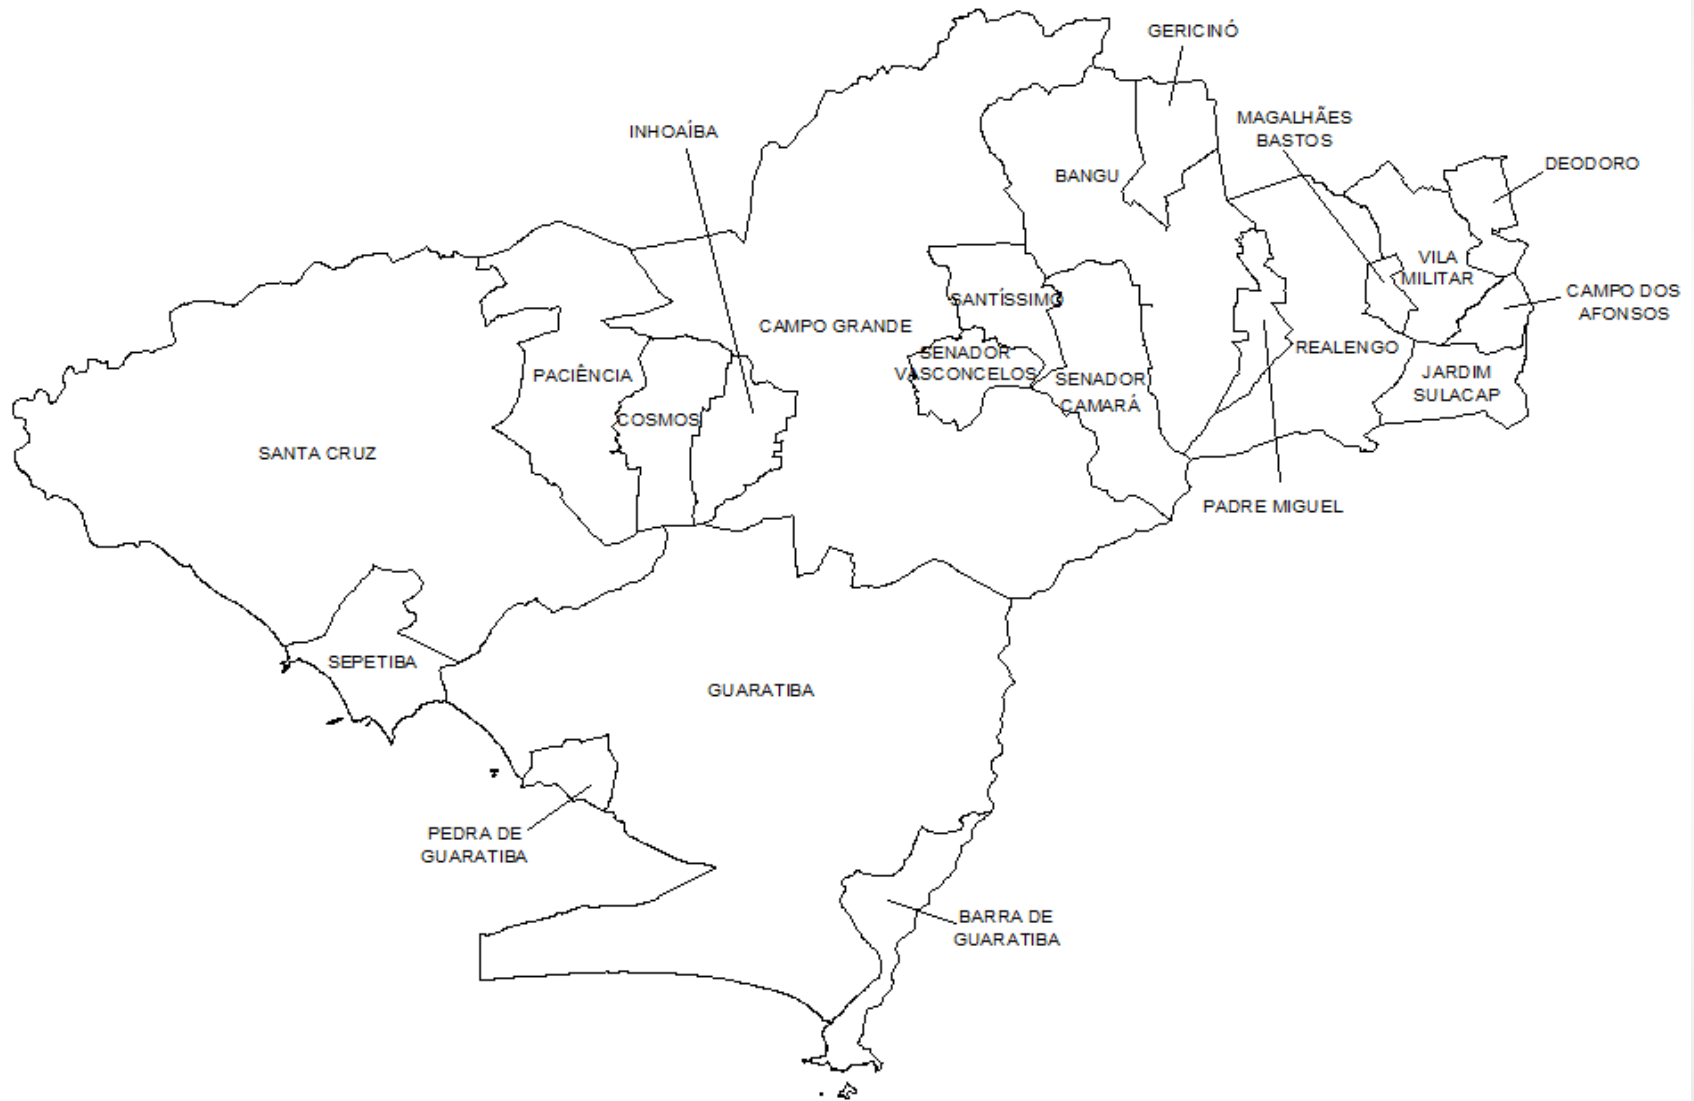 GERICINÓ
MAGALHÃES
BASTOS
INHOAÍBA
DEODORO
BANGU
VILA
MILITAR
CAMPO DOS
AFONSOS
SANTÍSSIMO
CAMPO GRANDE
REALENGO
SENADOR
VASCONCELOS
PACIÊNCIA
SENADOR
CAMARÁ
JARDIM
SULACAP
COSMOS
SANTA CRUZ
PADRE MIGUEL
SEPETIBA
GUARATIBA
PEDRA DE
GUARATIBA
BARRA DE
GUARATIBA